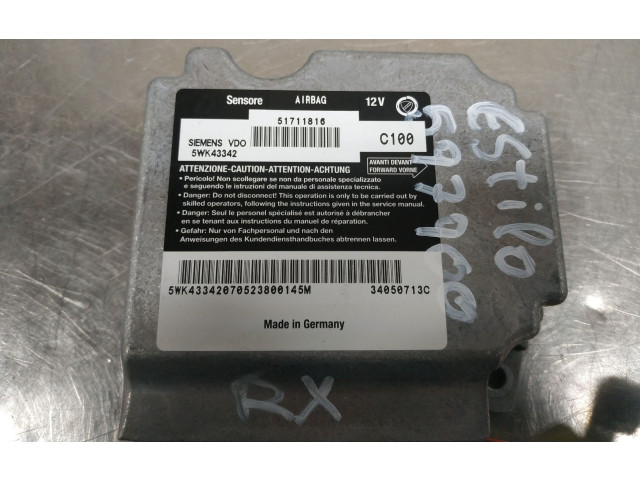 Sensore AIRBAG 12V
51711816
SIEMENS VDO
5WK43342
C100
AVANTI DEVANT
FORWARD VORNE
ATTENZIONE-CAUTION-ATTENTION-ACHTUNG
• Pericolo! Non scollegare se non da personale specializzato
e seguendo le istruzioni del manuale di assistenza tecnica.
• Danger: Do not disconnect! This operation is only to be carried out by
skilled operators, following the instructions given in the service manual.
• Danger: Seul le personel spécialisé est autorisé à débrancher
en se tenant aux instructions du manuel de réparation.
• Gefahr: Nur von Fachpersonal und nach den
Anweisungen des Kundendiensthandbuches abtrennen lassen.
5WK43342070523800145M 34050713C
Made in Germany
EStilo
597900
RX